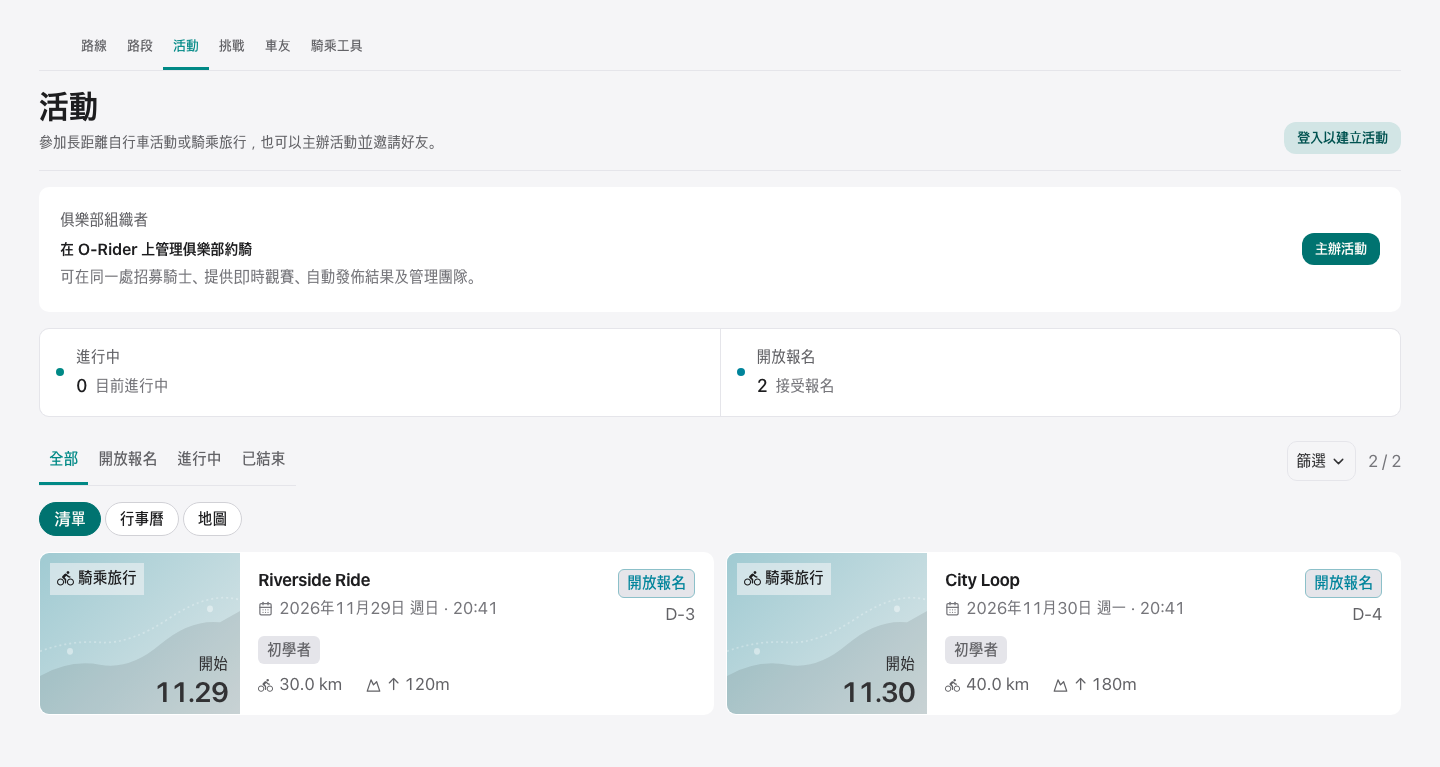 路線 路段 活動 挑戰 車友 騎乘工具
活動
參加長距離自行車活動或騎乘旅行，也可以主辦活動並邀請好友。
登入以建立活動
俱樂部組織者
在 O-Rider 上管理俱樂部約騎
可在同一處招募騎士、提供即時觀賽、自動發佈結果及管理團隊。
主辦活動
進行中
0 目前進行中
開放報名
2 接受報名
全部 開放報名 進行中 已結束
篩選 2 / 2
清單 行事曆 地圖
騎乘旅行
開始
11.29
Riverside Ride
開放報名
2026年11月29日 週日 · 20:41
D-3
初學者
30.0 km ↑ 120m
騎乘旅行
開始
11.30
City Loop
開放報名
2026年11月30日 週一 · 20:41
D-4
初學者
40.0 km ↑ 180m